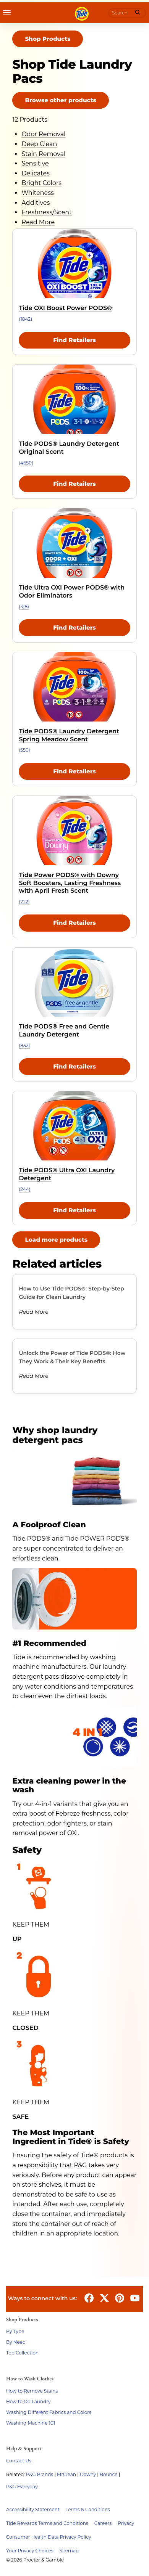 Search
Shop Products
Shop Tide Laundry
Pacs
Browse other products
12 Products
Odor Removal
Deep Clean
Stain Removal
Sensitive
Delicates
Bright Colors
Whiteness
Additives
Freshness/Scent
Read More
Tide OXI Boost Power PODS®
(1842)
Find Retailers
Tide PODS® Laundry Detergent
Original Scent
(4650)
Find Retailers
Tide Ultra OXI Power PODS® with
Odor Eliminators
(318)
Find Retailers
Tide PODS® Laundry Detergent
Spring Meadow Scent
(550)
Find Retailers
Tide Power PODS® with Downy
Soft Boosters, Lasting Freshness
with April Fresh Scent
(222)
Find Retailers
Tide PODS® Free and Gentle
Laundry Detergent
(832)
Find Retailers
Tide PODS® Ultra OXI Laundry
Detergent
(244)
Find Retailers
Load more products
Related articles
How to Use Tide PODS®: Step-by-Step
Guide for Clean Laundry
Read More
Unlock the Power of Tide PODS®: How
They Work & Their Key Benefits
Read More
Why shop laundry
detergent pacs
A Foolproof Clean
Tide PODS® and Tide POWER PODS®
are super concentrated to deliver an
effortless clean.
#1 Recommended
Tide is recommended by washing
machine manufacturers. Our laundry
detergent pacs dissolve completely in
any water conditions and temperatures
to clean even the dirtiest loads.
4 IN 1
Extra cleaning power in the
wash
Try our 4-in-1 variants that give you an
extra boost of Febreze freshness, color
protection, odor fighters, or stain
removal power of OXI.
Safety
1
KEEP THEM
UP
2
KEEP THEM
CLOSED
3
KEEP THEM
SAFE
The Most Important
Ingredient in Tide® is Safety
Ensuring the safety of Tide® products is
a responsibility that P&G takes very
seriously. Before any product can appear
on store shelves, it must be
demonstrated to be safe to use as
intended. After each use, completely
close the container, and immediately
store the container out of reach of
children in an appropriate location.
Ways to connect with us:
Shop Products
By Type
By Need
Top Collection
How to Wash Clothes
How to Remove Stains
How to Do Laundry
Washing Different Fabrics and Colors
Washing Machine 101
Help & Support
Contact Us
Related: P&G Brands | MrClean | Downy | Bounce |
P&G Everyday
Accessibility Statement Terms & Conditions
Tide Rewards Terms and Conditions Careers Privacy
Consumer Health Data Privacy Policy
Your Privacy Choices Sitemap
© 2026 Procter & Gamble